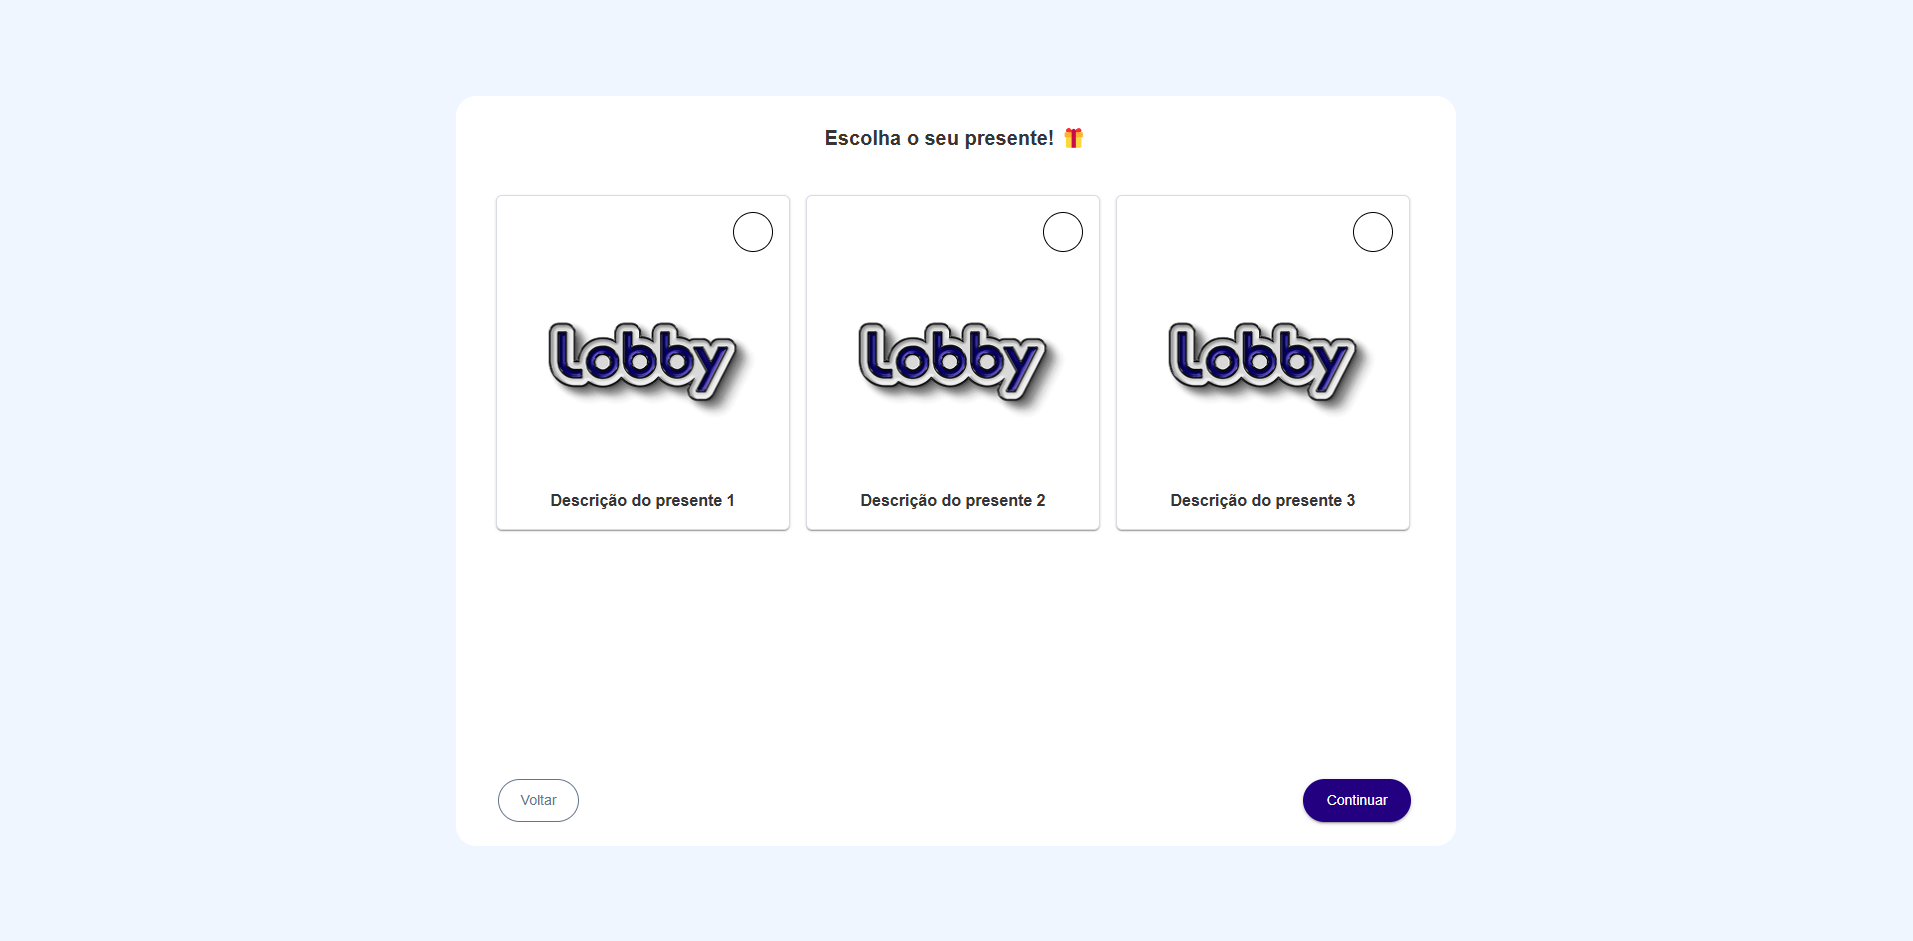 Escolha o seu presente! 🎁
Lobby
Lobby
Lobby
Descrição do presente 1
Descrição do presente 2
Descrição do presente 3
Voltar
Continuar